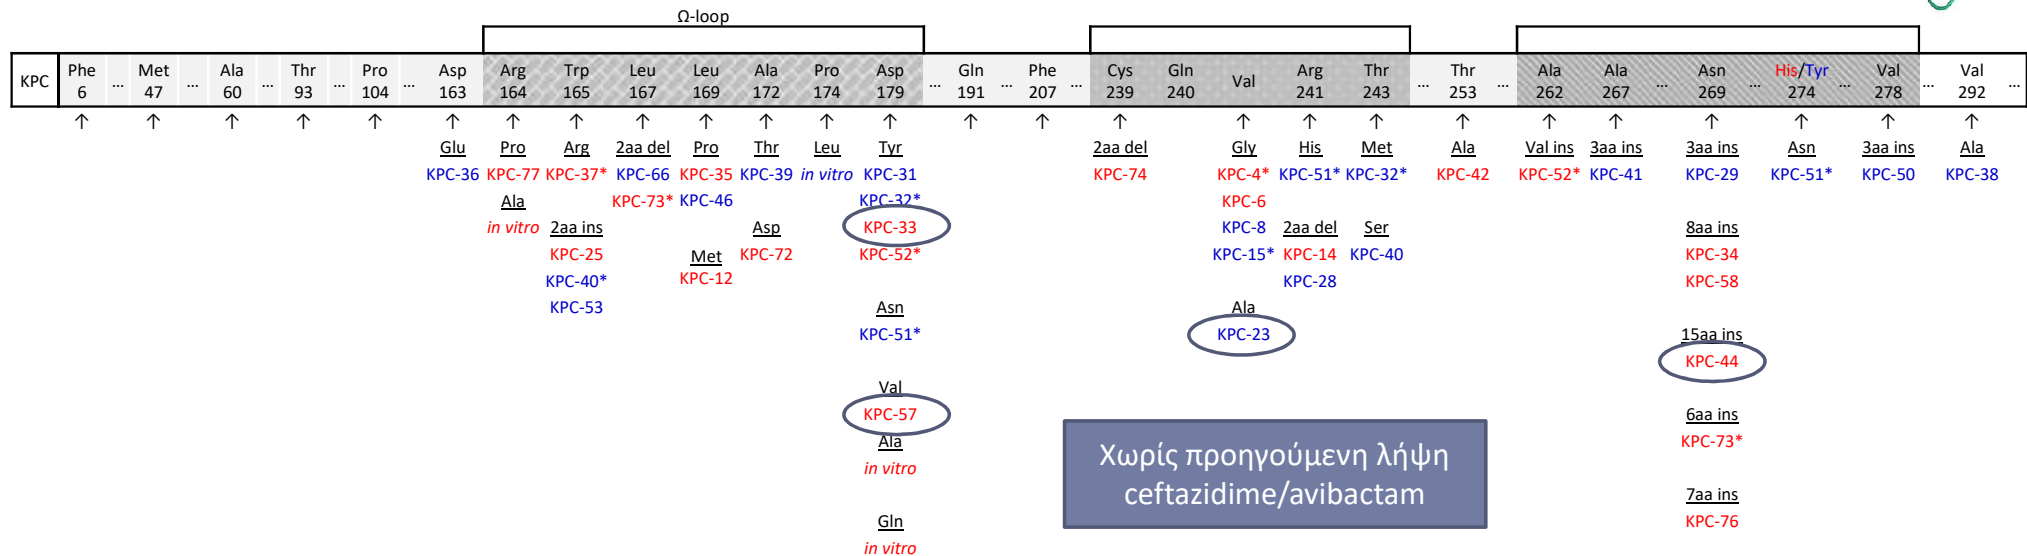 Ω-loop
KPC Phe 6 ... Met 47 ... Ala 60 ... Thr 93 ... Pro 104 ... Asp 163 Arg 164 Trp 165 Leu 167 Leu 169 Ala 172 Pro 174 Asp 179 ... Gln 191 ... Phe 207 ... Cys 239 Gln 240 Val Arg 241 Thr 243 ... Thr 253 ... Ala 262 Ala 267 ... Asn 269 ... His/Tyr 274 ... Val 278 ... Val 292 ...
↑ ↑ ↑ ↑ ↑ ↑ ↑ ↑ ↑ ↑ ↑ ↑ ↑ ↑ ↑ ↑ ↑ ↑ ↑ ↑ ↑ ↑ ↑ ↑ ↑ ↑
Glu Pro Arg 2aa del Pro Thr Leu Tyr 2aa del Gly His Met Ala Val ins 3aa ins 3aa ins Asn 3aa ins Ala
KPC-36 KPC-77 KPC-37* KPC-66 KPC-35 KPC-39 in vitro KPC-31 KPC-74 KPC-4* KPC-51* KPC-32* KPC-42 KPC-52* KPC-41 KPC-29 KPC-51* KPC-50 KPC-38
Ala KPC-73* KPC-46 KPC-32* KPC-6
in vitro 2aa ins Asp KPC-33 KPC-8 2aa del Ser 8aa ins
KPC-25 Met KPC-72 KPC-52* KPC-15* KPC-14 KPC-40 KPC-34
KPC-40* KPC-12 KPC-28 KPC-58
KPC-53 Asn Ala
KPC-51* KPC-23 15aa ins
KPC-44
Val
KPC-57 6aa ins
Ala KPC-73*
in vitro
Χωρίς προηγούμενη λήψη
ceftazidime/avibactam
7aa ins
Gln KPC-76
in vitro